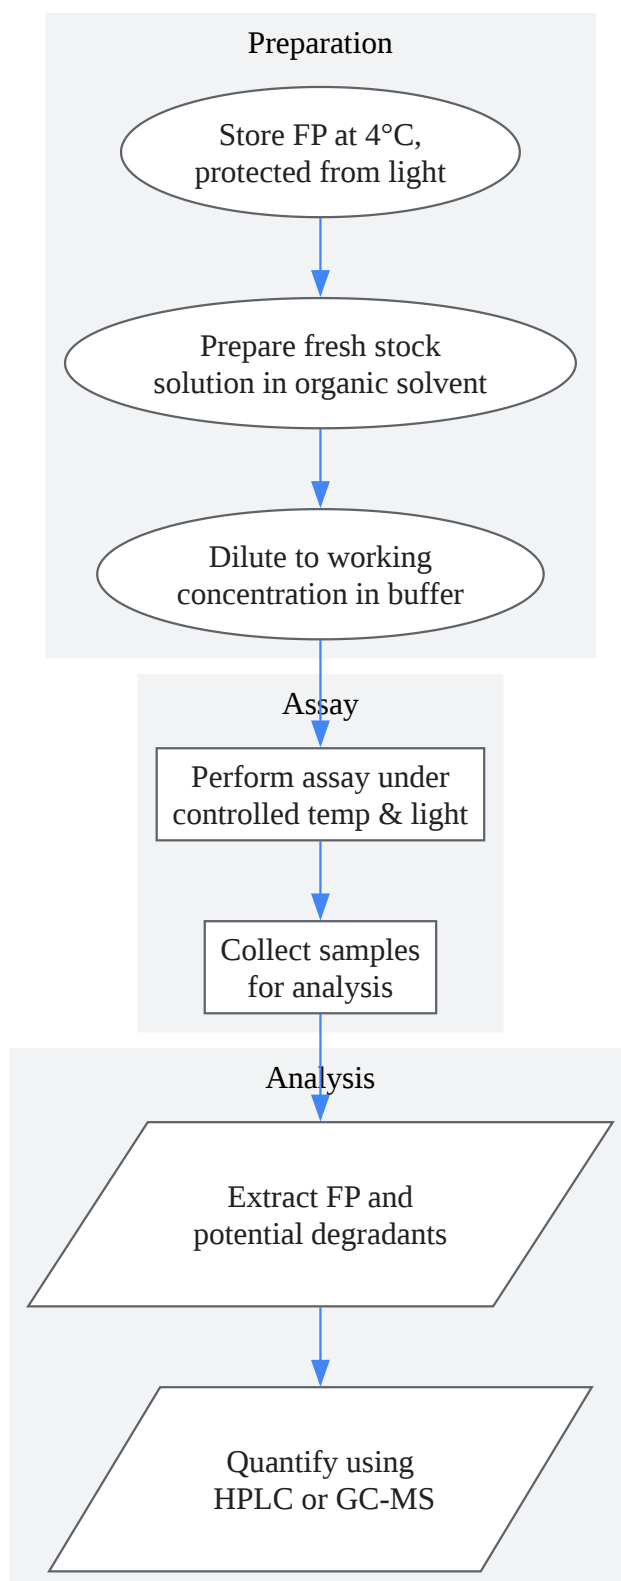 Preparation
Store FP at 4°C,
protected from light
Prepare fresh stock
solution in organic solvent
Dilute to working
concentration in buffer
Assay
Perform assay under
controlled temp & light
Collect samples
for analysis
Analysis
Extract FP and
potential degradants
Quantify using
HPLC or GC-MS